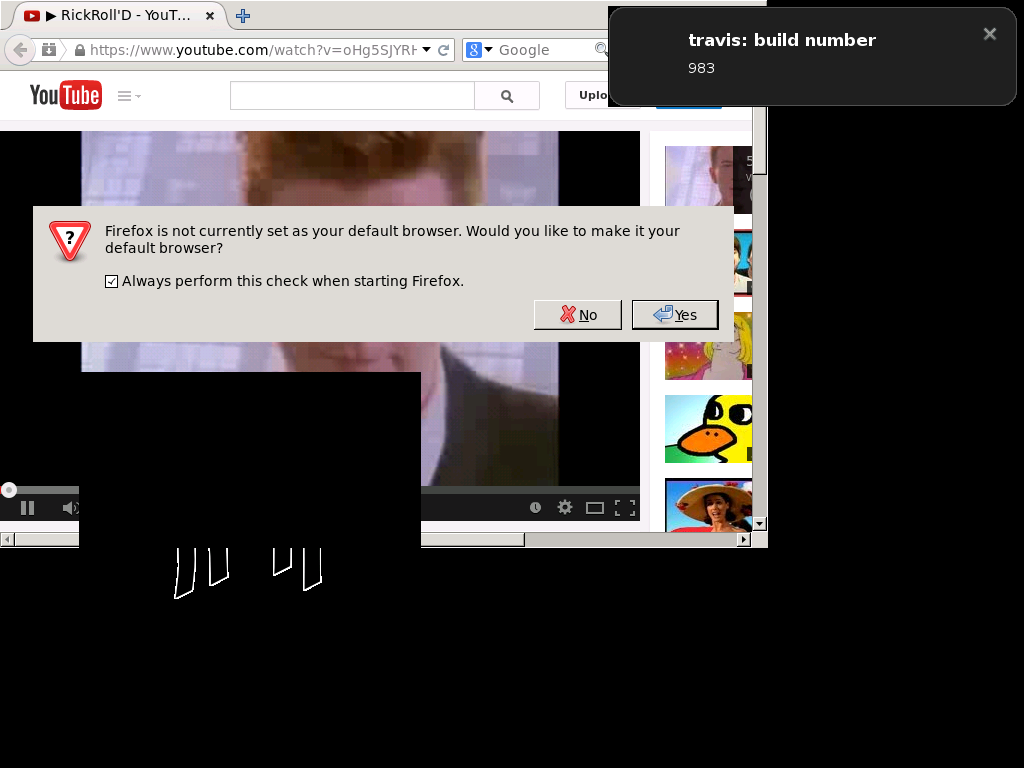 ▶ RickRoll'D - YouT...
https://www.youtube.com/watch?v=oHg5SJYRH
Google
travis: build number
983
YouTube
Firefox is not currently set as your default browser. Would you like to make it your
default browser?
Always perform this check when starting Firefox.
No
Yes